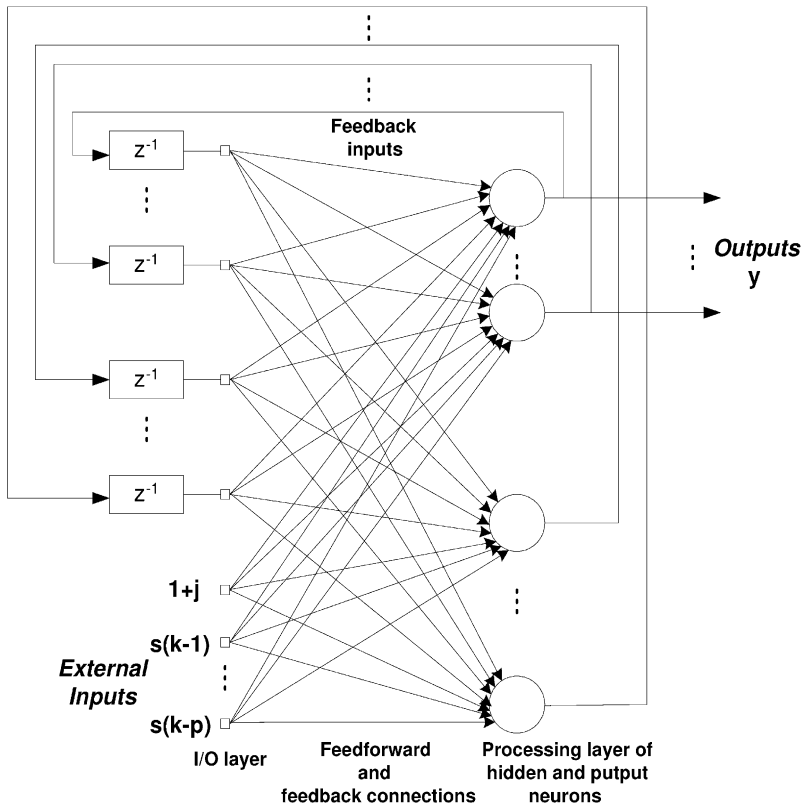 Feedback
inputs
z-1
z-1
z-1
z-1
Outputs
y
1+j
s(k-1)
External
Inputs
s(k-p)
I/O layer
Feedforward
and
feedback connections
Processing layer of
hidden and putput
neurons